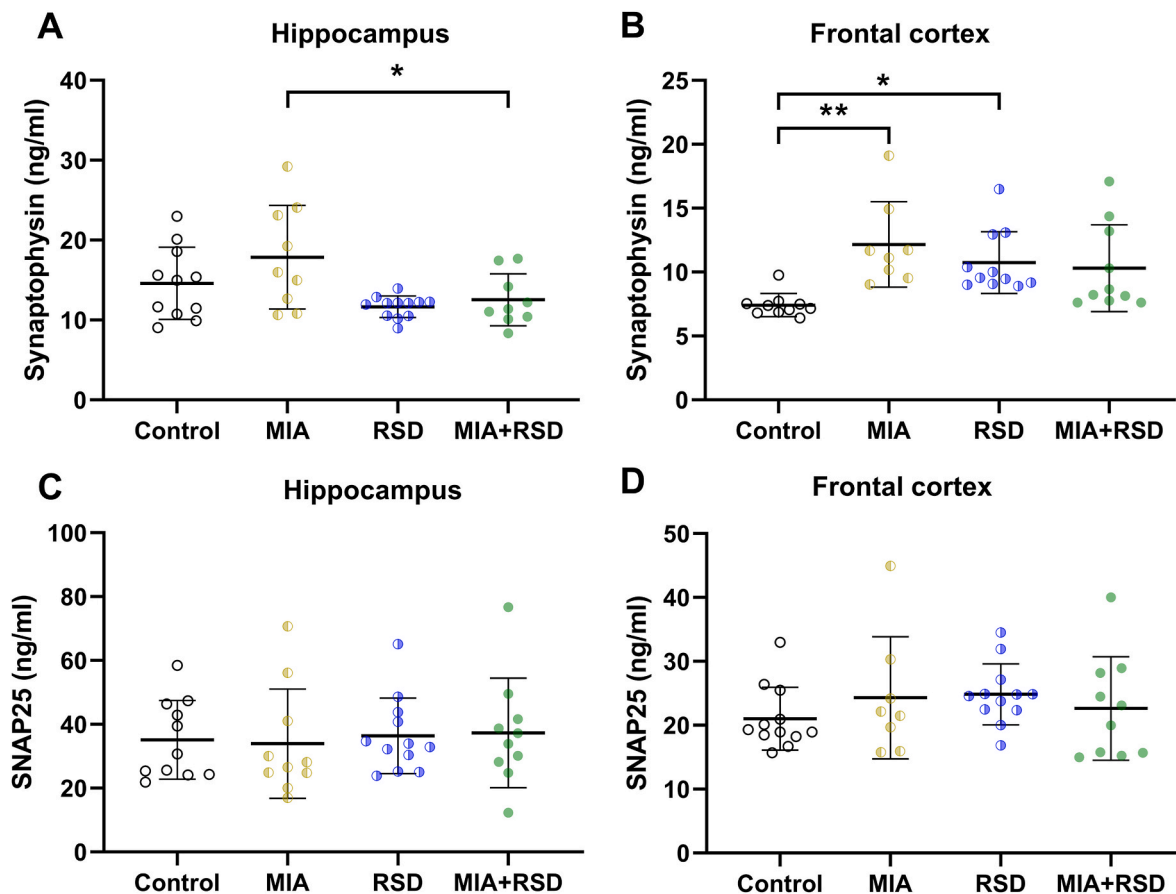 A
Hippocampus
Synaptophysin (ng/ml)
40
30
20
10
0
*
Control MIA RSD MIA+RSD
B
Frontal cortex
Synaptophysin (ng/ml)
25
20
15
10
5
0
*
**
Control MIA RSD MIA+RSD
C
Hippocampus
SNAP25 (ng/ml)
100
80
60
40
20
0
Control MIA RSD MIA+RSD
D
Frontal cortex
SNAP25 (ng/ml)
50
40
30
20
10
0
Control MIA RSD MIA+RSD